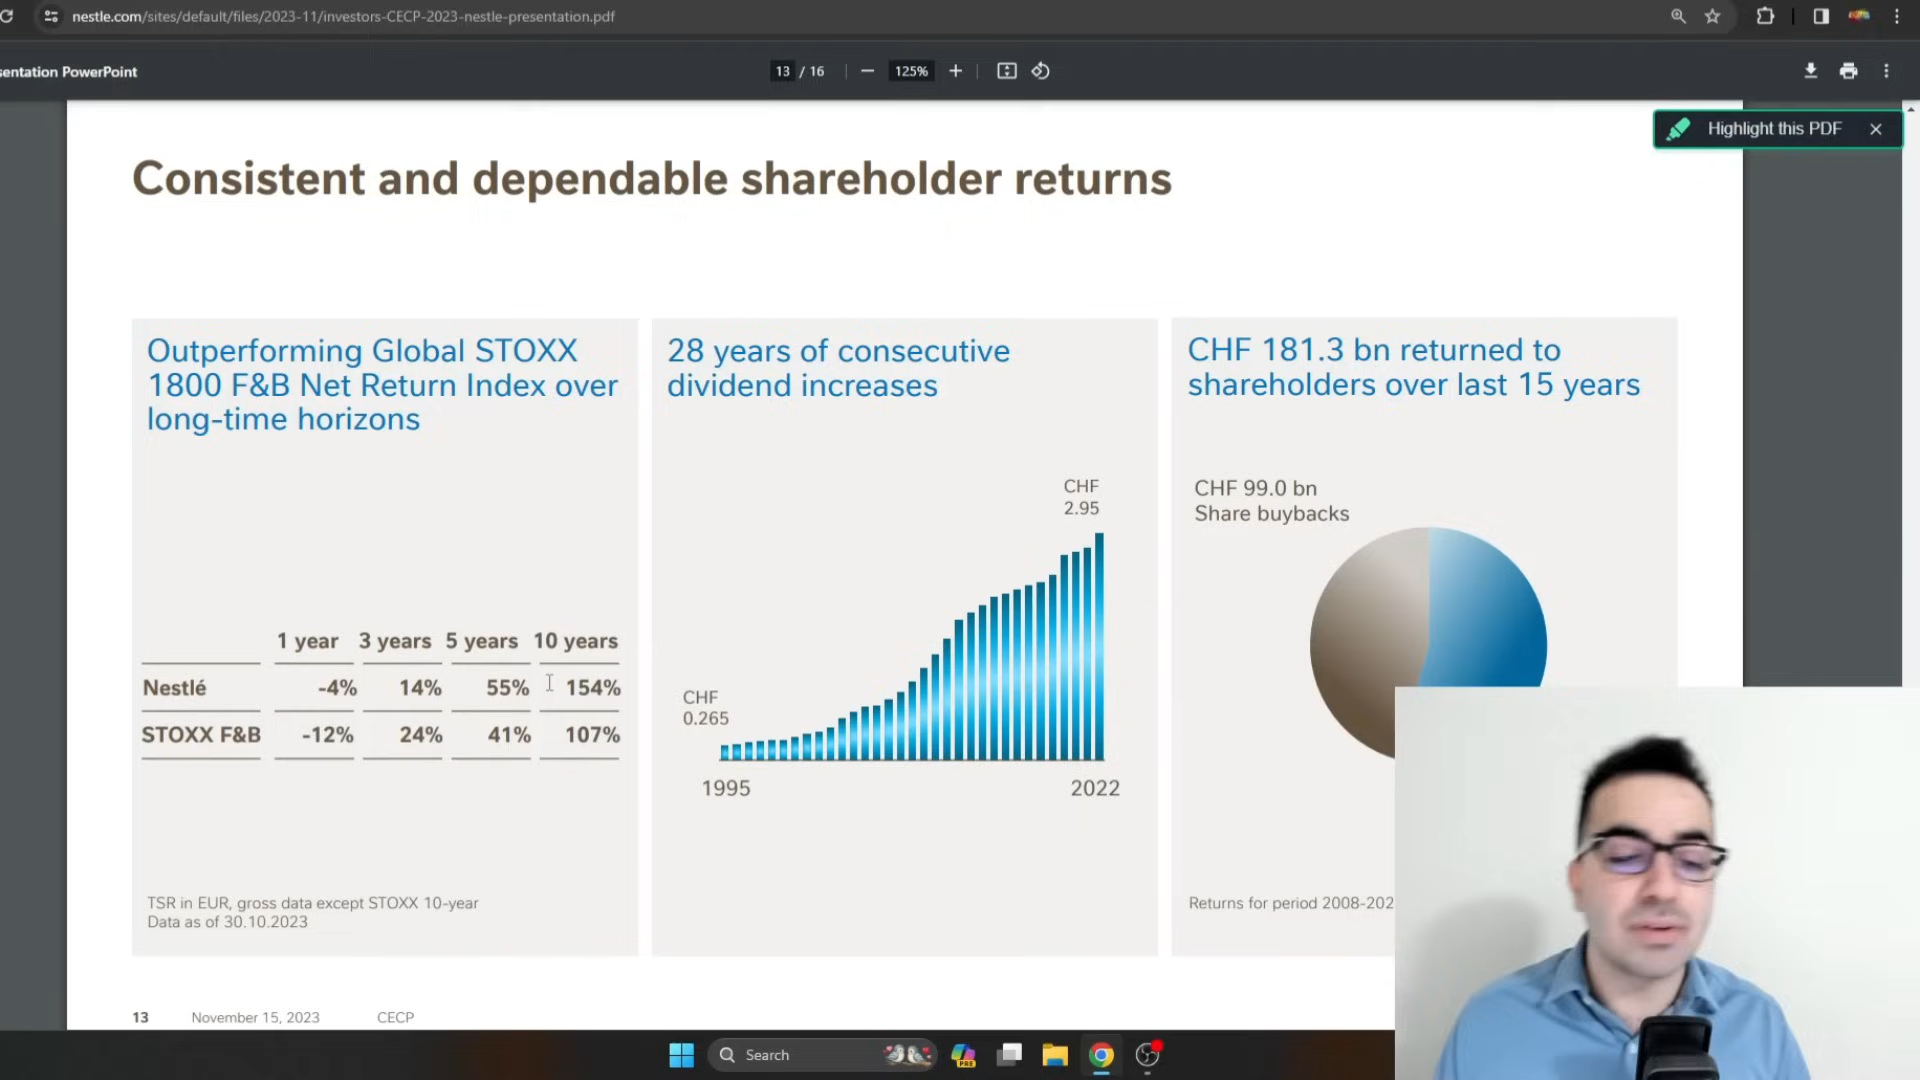 nestle.com/sites/default/files/2023-11/investors-CECP-2023-nestle-presentation.pdf
sentation PowerPoint
13 / 16
125%
Highlight this PDF
Consistent and dependable shareholder returns
Outperforming Global STOXX
1800 F&B Net Return Index over
long-time horizons
1 year 3 years 5 years 10 years
Nestlé -4% 14% 55% 154%
STOXX F&B -12% 24% 41% 107%
TSR in EUR, gross data except STOXX 10-year
Data as of 30.10.2023
28 years of consecutive
dividend increases
CHF
2.95
CHF
0.265
1995 2022
CHF 181.3 bn returned to
shareholders over last 15 years
CHF 99.0 bn
Share buybacks
Returns for period 2008-202
13 November 15, 2023 CECP
Search
PRE